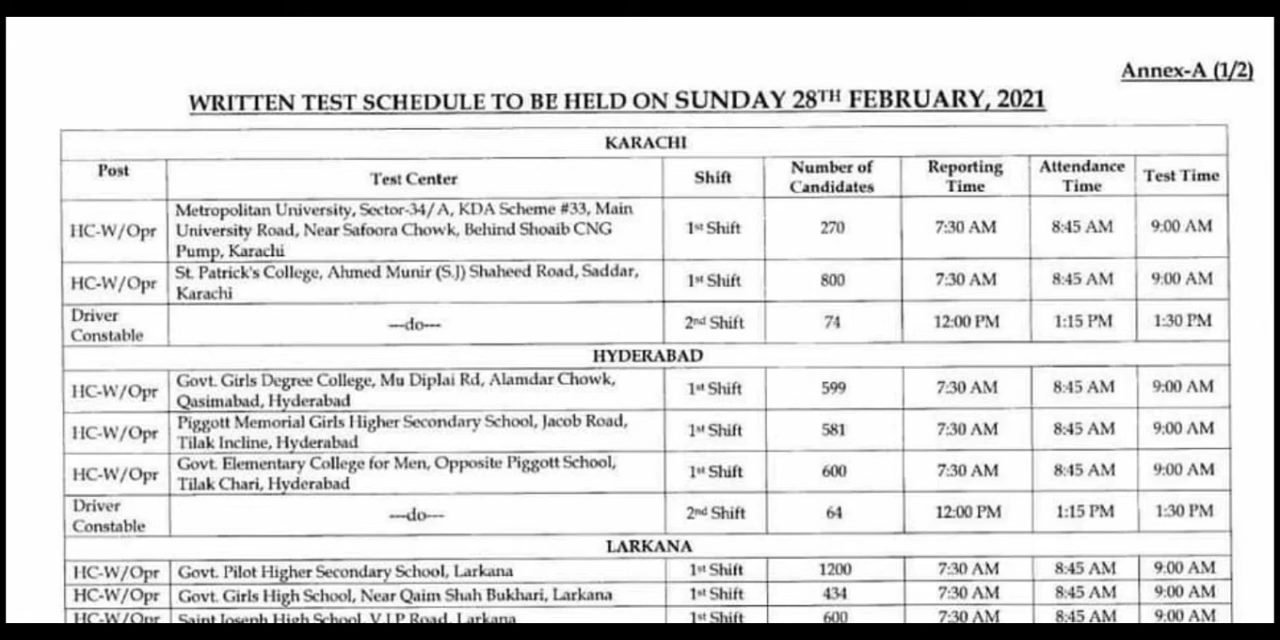 Annex-A (1/2)
WRITTEN TEST SCHEDULE TO BE HELD ON SUNDAY 28TH FEBRUARY, 2021
KARACHI
Post Test Center Shift Number of Candidates Reporting Time Attendance Time Test Time
HC-W/Opr Metropolitan University, Sector-34/A, KDA Scheme #33, Main
University Road, Near Safoora Chowk, Behind Shoaib CNG
Pump, Karachi 1st Shift 270 7:30 AM 8:45 AM 9:00 AM
HC-W/Opr St. Patrick's College, Ahmed Munir (S.J) Shaheed Road, Saddar,
Karachi 1st Shift 800 7:30 AM 8:45 AM 9:00 AM
Driver
Constable ---do--- 2nd Shift 74 12:00 PM 1:15 PM 1:30 PM
HYDERABAD
HC-W/Opr Govt. Girls Degree College, Mu Diplai Rd, Alamdar Chowk,
Qasimabad, Hyderabad 1st Shift 599 7:30 AM 8:45 AM 9:00 AM
HC-W/Opr Piggott Memorial Girls Higher Secondary School, Jacob Road,
Tilak Incline, Hyderabad 1st Shift 581 7:30 AM 8:45 AM 9:00 AM
HC-W/Opr Govt. Elementary College for Men, Opposite Piggott School,
Tilak Chari, Hyderabad 1st Shift 600 7:30 AM 8:45 AM 9:00 AM
Driver
Constable ---do--- 2nd Shift 64 12:00 PM 1:15 PM 1:30 PM
LARKANA
HC-W/Opr Govt. Pilot Higher Secondary School, Larkana 1st Shift 1200 7:30 AM 8:45 AM 9:00 AM
HC-W/Opr Govt. Girls High School, Near Qaim Shah Bukhari, Larkana 1st Shift 434 7:30 AM 8:45 AM 9:00 AM
HC-W/Opr Saint Joseph High School, V.I.P Road, Larkana 1st Shift 600 7:30 AM 8:45 AM 9:00 AM